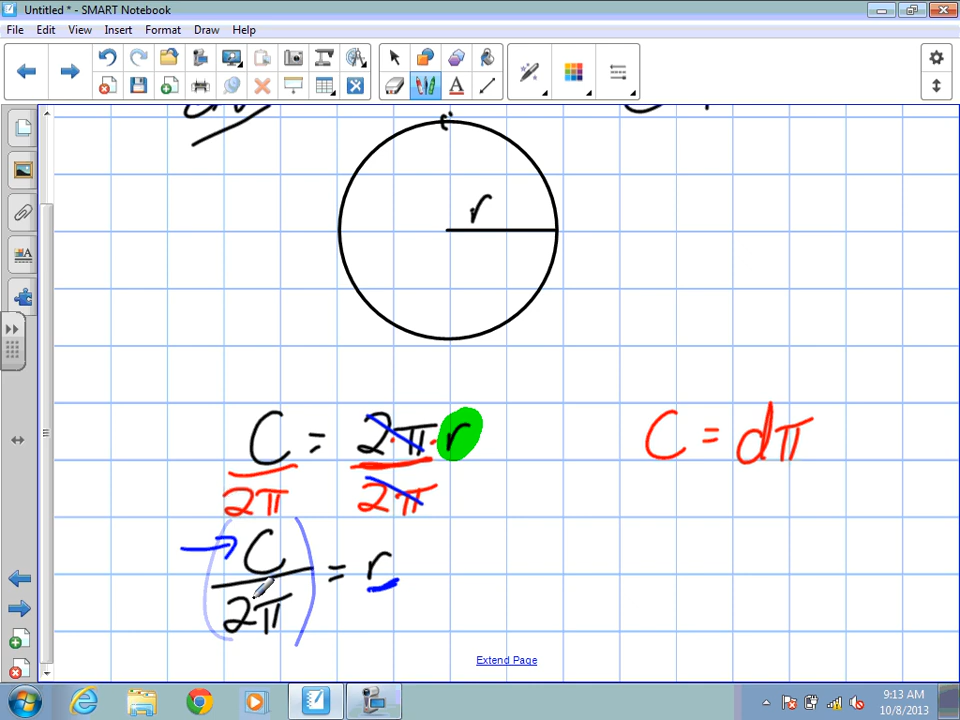 Untitled * - SMART Notebook
File Edit View Insert Format Draw Help
r
C = 2·π·r
2π 2π
C = dπ
C
2π
= r
Extend Page
9:13 AM
10/8/2013